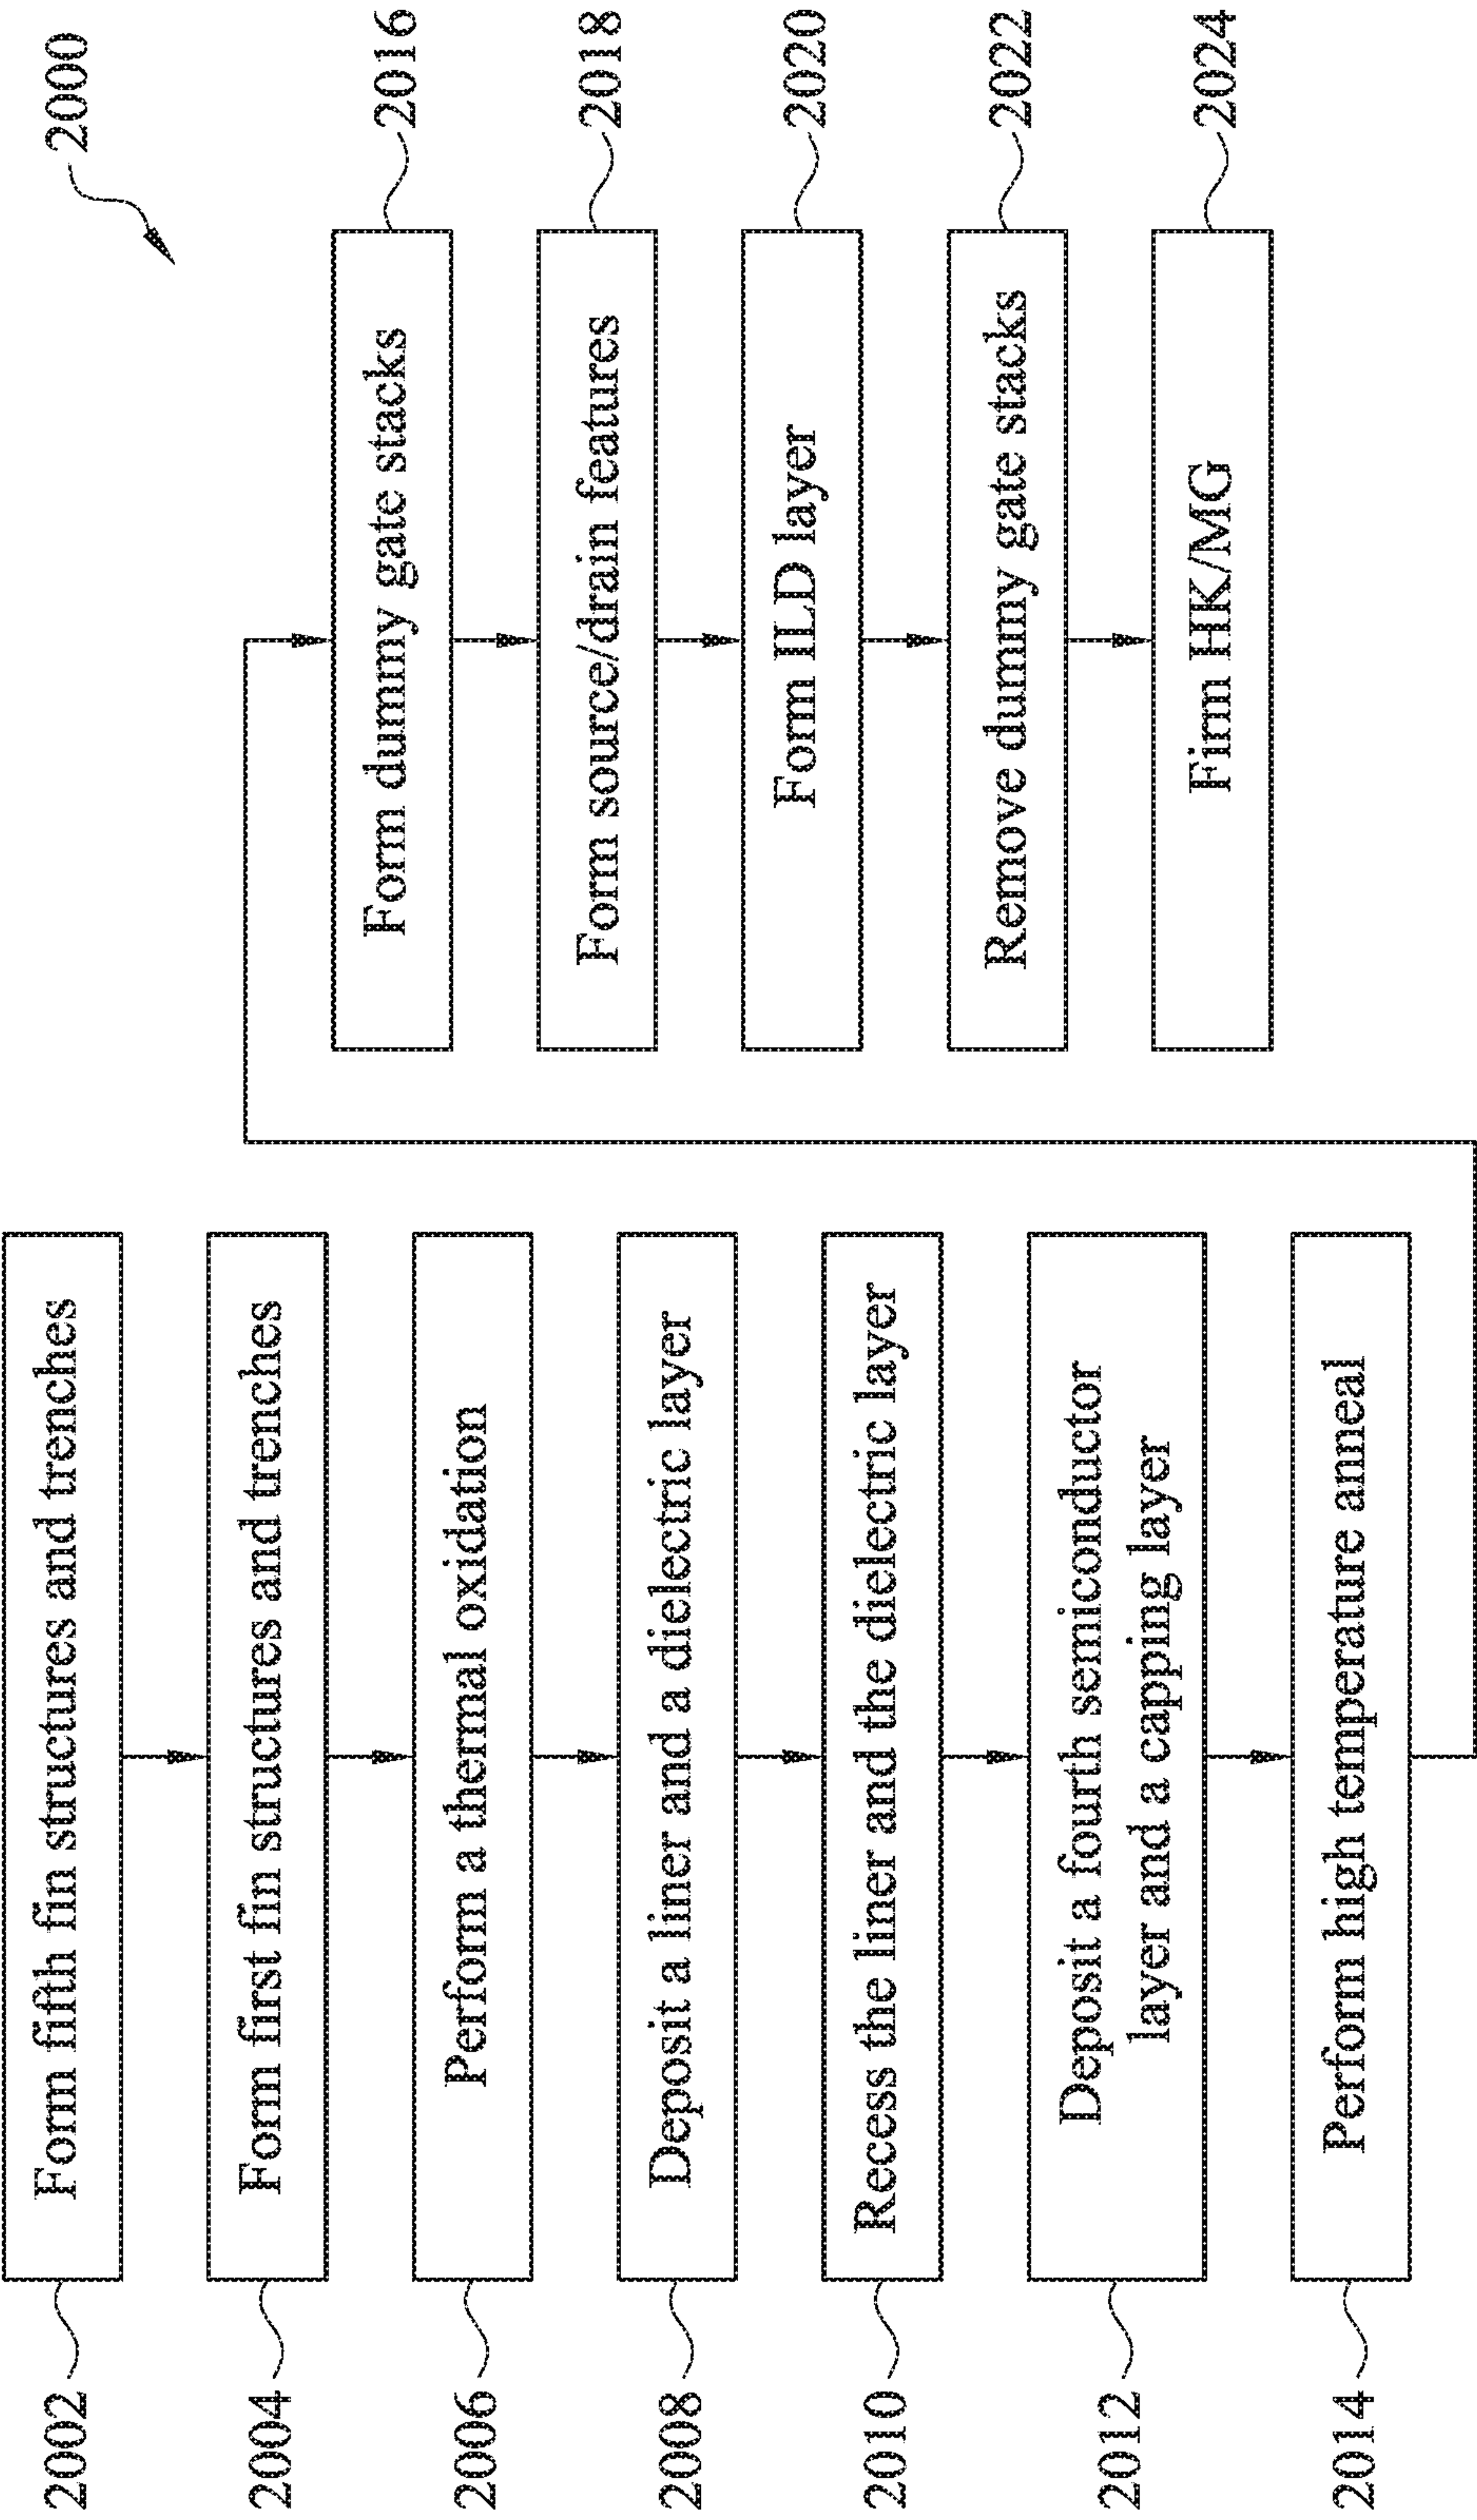 2000
2002
Form fifth fin structures and trenches
2004
Form first fin structures and trenches
2006
Perform a thermal oxidation
2008
Deposit a liner and a dielectric layer
2010
Recess the liner and the dielectric layer
2012
Deposit a fourth semiconductor
layer and a capping layer
2014
Perform high temperature anneal
Form dummy gate stacks
2016
Form source/drain features
2018
Form ILD layer
2020
Remove dummy gate stacks
2022
Firm HK/MG
2024